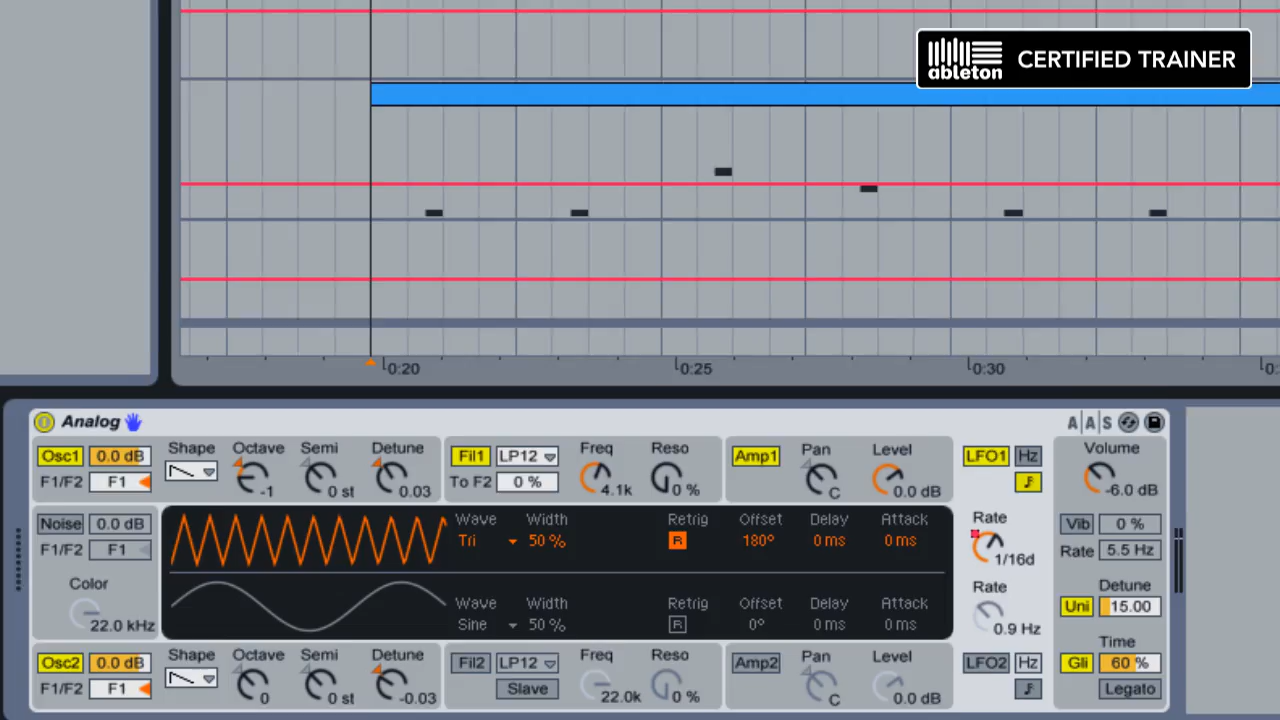 ableton CERTIFIED TRAINER
0:20 0:25 0:30
Analog A|A|S
Osc1 0.0 dB Shape Octave Semi Detune Fil1 LP12 Freq Reso Amp1 Pan Level LFO1 Hz Volume
F1/F2 F1 -1 0 st 0.03 To F2 0 % 4.1k 0 % C 0.0 dB -6.0 dB
Noise 0.0 dB Wave Width Retrig Offset Delay Attack Rate Vib 0 %
F1/F2 F1 Tri 50 % R 180° 0 ms 0 ms 1/16d Rate 5.5 Hz
Color Rate Detune
22.0 kHz Wave Width Retrig Offset Delay Attack Uni 15.00
Sine 50 % R 0° 0 ms 0 ms 0.9 Hz
Osc2 0.0 dB Shape Octave Semi Detune Fil2 LP12 Freq Reso Amp2 Pan Level LFO2 Hz Time
Gli 60 %
F1/F2 F1 0 0 st -0.03 Slave 22.0k 0 % C 0.0 dB Legato